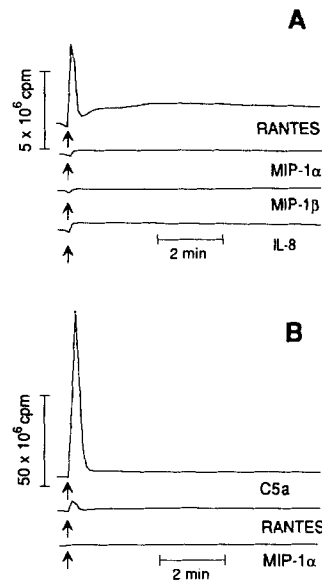 A
5 x 10⁶ cpm
RANTES
MIP-1α
MIP-1β
IL-8
2 min
B
50 x 10⁶ cpm
C5a
RANTES
MIP-1α
2 min